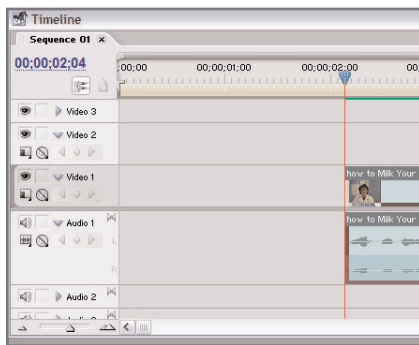 Timeline
Sequence 01 ×
00;00;02;04
;00;00 00;00;01;00 00;00;02;00 00
Video 3
Video 2
Video 1
how to Milk Your
Audio 1
how to Milk Your
L
R
Audio 2